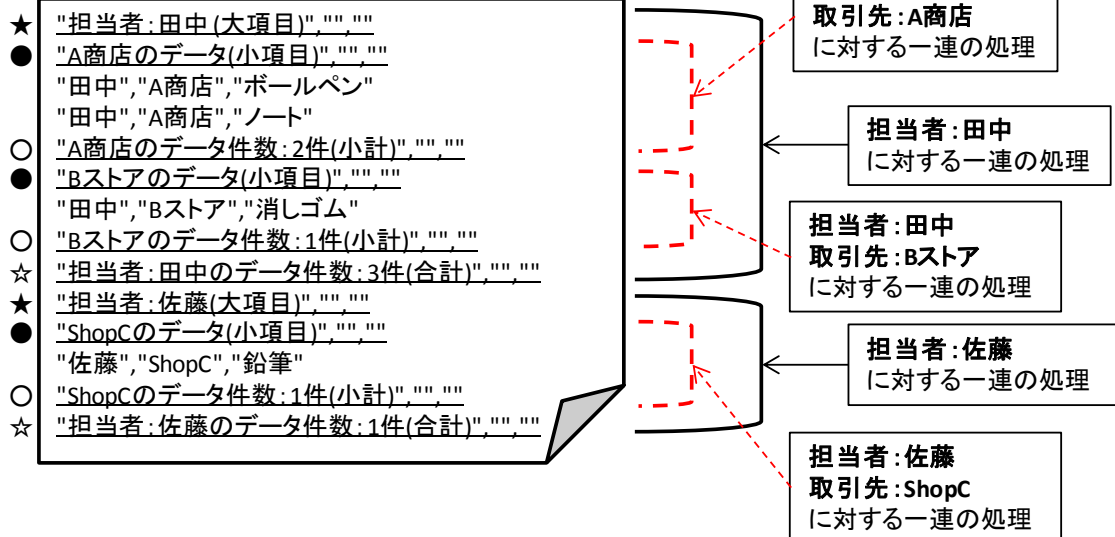 ★ "担当者:田中(大項目)","",""
● "A商店のデータ(小項目)","",""
"田中","A商店","ボールペン"
"田中","A商店","ノート"
○ "A商店のデータ件数:2件(小計)","",""
● "Bストアのデータ(小項目)","",""
"田中","Bストア","消しゴム"
○ "Bストアのデータ件数:1件(小計)","",""
☆ "担当者:田中のデータ件数:3件(合計)","",""
★ "担当者:佐藤(大項目)","",""
● "ShopCのデータ(小項目)","",""
"佐藤","ShopC","鉛筆"
○ "ShopCのデータ件数:1件(小計)","",""
☆ "担当者:佐藤のデータ件数:1件(合計)","",""
取引先:A商店
に対する一連の処理
担当者:田中
に対する一連の処理
担当者:田中
取引先:Bストア
に対する一連の処理
担当者:佐藤
に対する一連の処理
担当者:佐藤
取引先:ShopC
に対する一連の処理